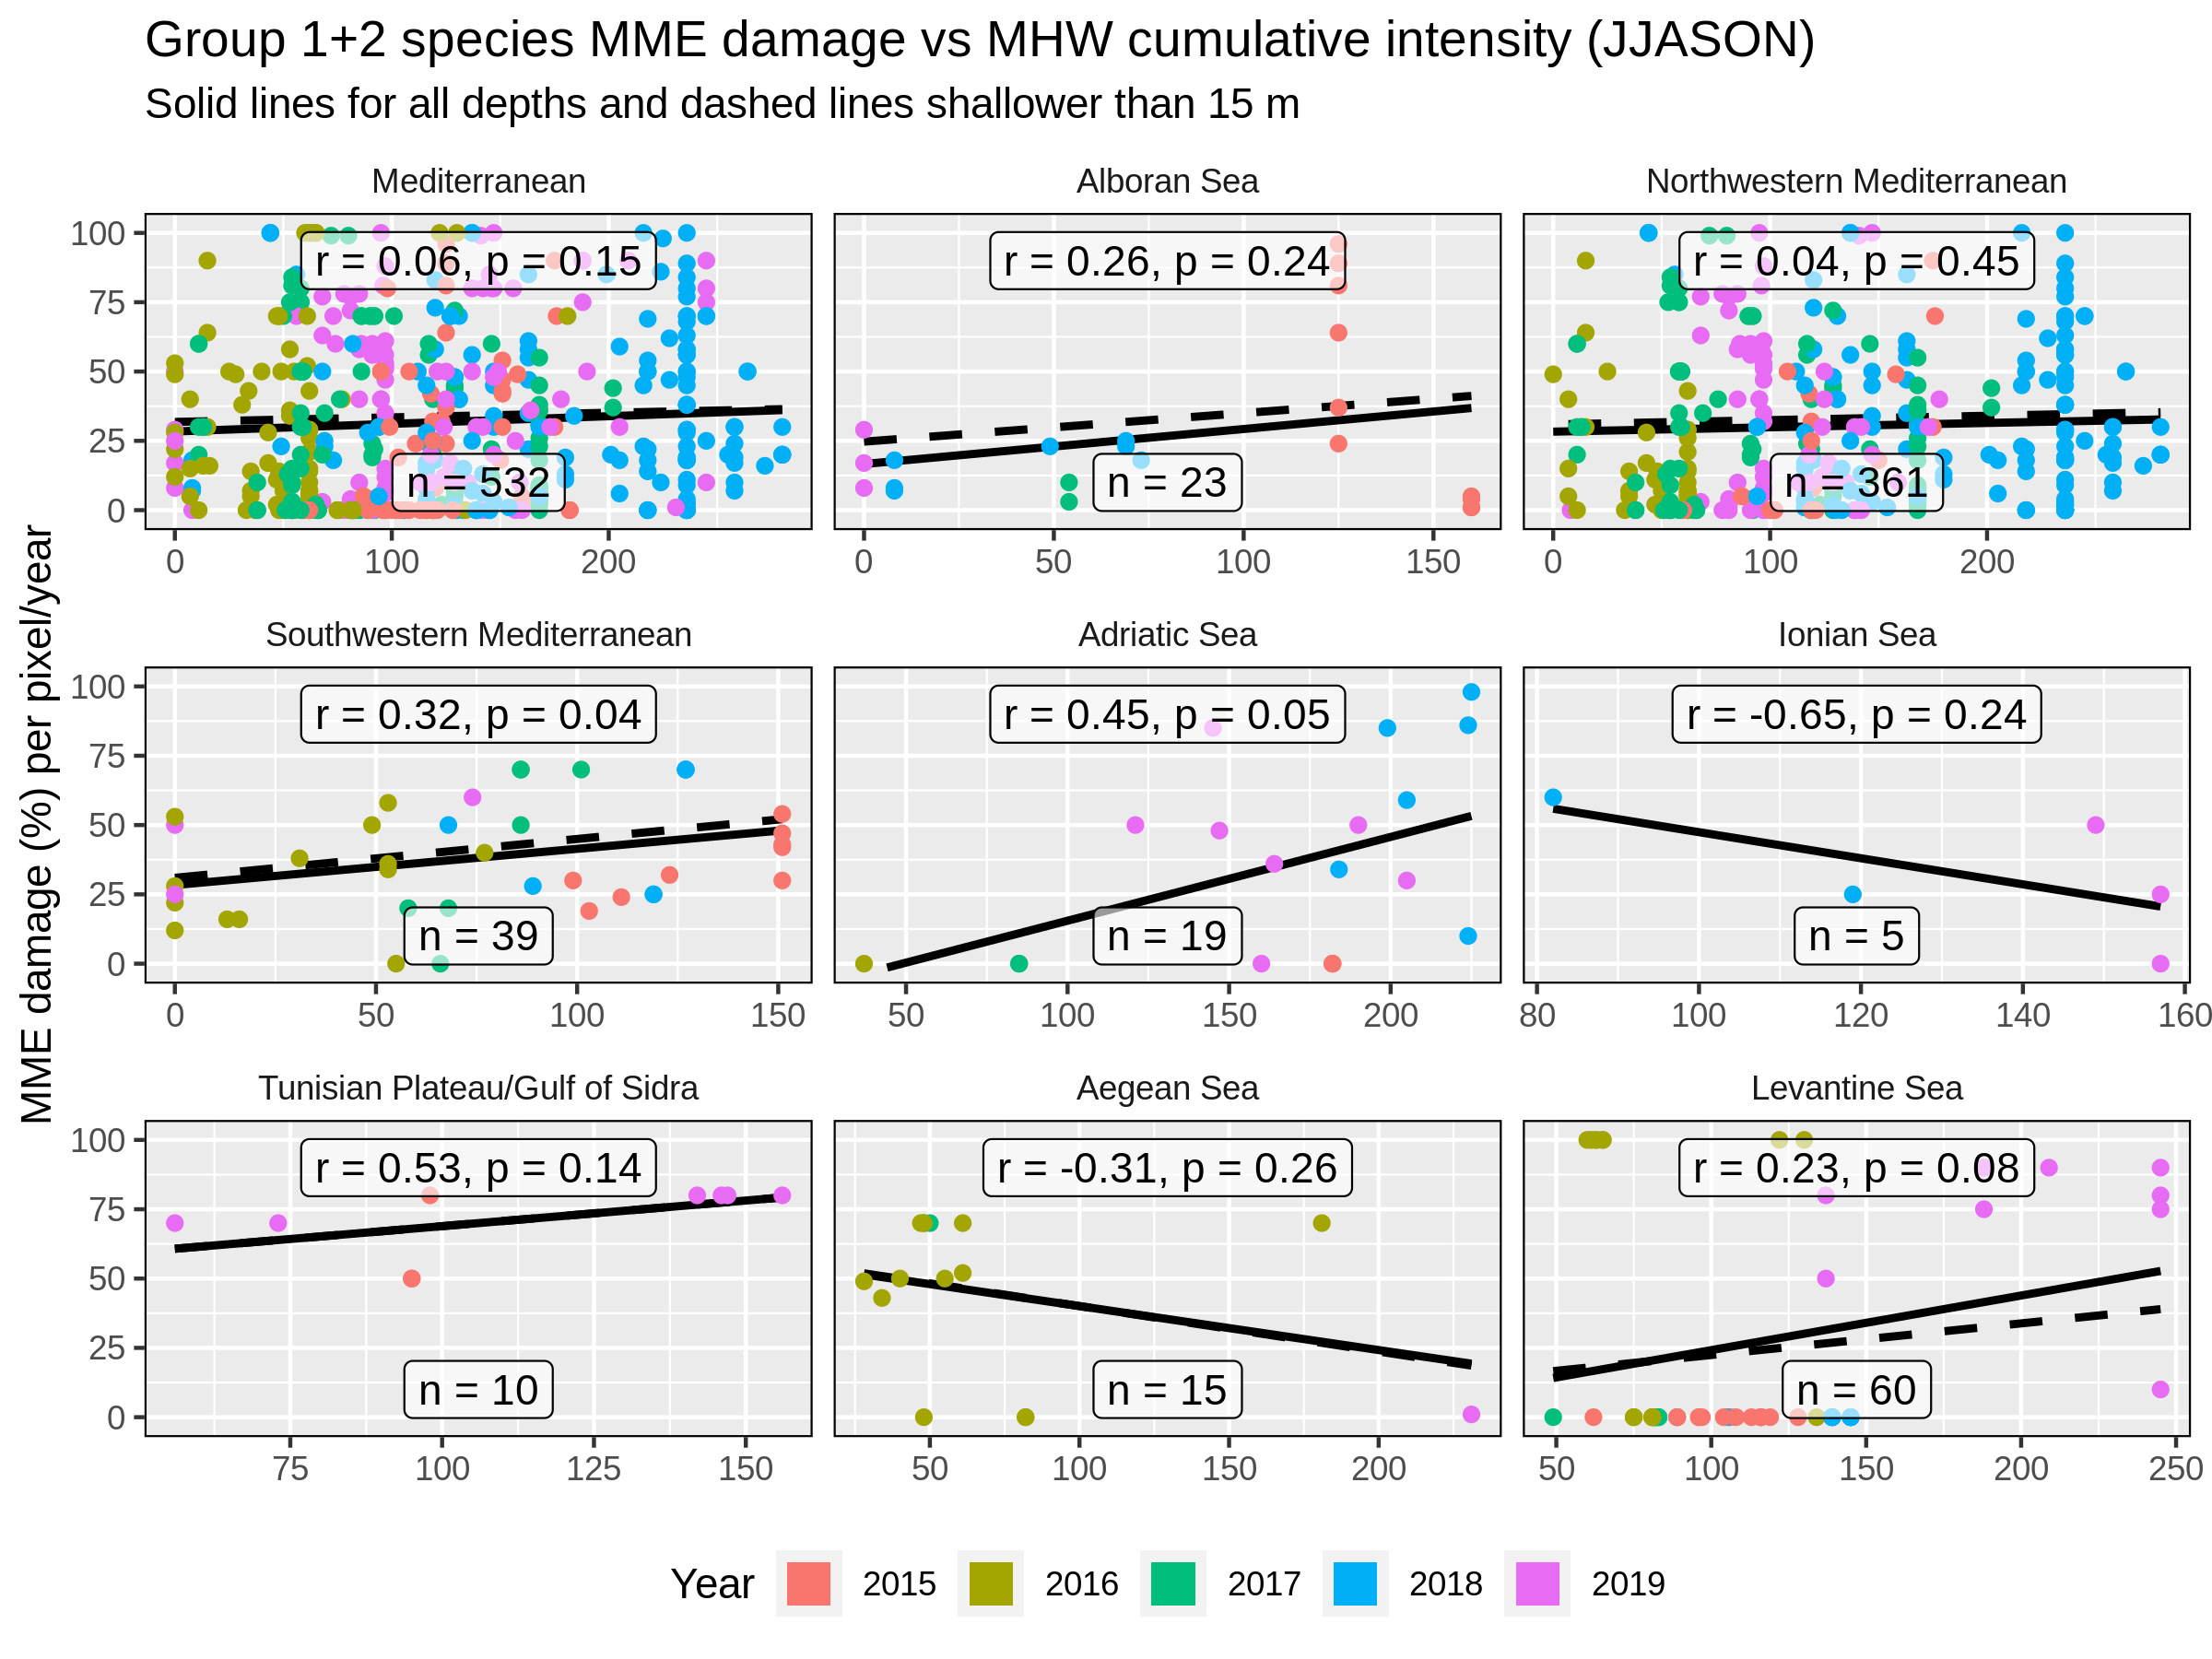 Group 1+2 species MME damage vs MHW cumulative intensity (JJASON)
Solid lines for all depths and dashed lines shallower than 15 m
MME damage (%) per pixel/year
Mediterranean
r = 0.06, p = 0.15
n = 532
100
75
50
25
0
0 100 200
Alboran Sea
r = 0.26, p = 0.24
n = 23
0 50 100 150
Northwestern Mediterranean
r = 0.04, p = 0.45
n = 361
0 100 200
Southwestern Mediterranean
r = 0.32, p = 0.04
n = 39
100
75
50
25
0
0 50 100 150
Adriatic Sea
r = 0.45, p = 0.05
n = 19
50 100 150 200
Ionian Sea
r = -0.65, p = 0.24
n = 5
80 100 120 140 160
Tunisian Plateau/Gulf of Sidra
r = 0.53, p = 0.14
n = 10
100
75
50
25
0
75 100 125 150
Aegean Sea
r = -0.31, p = 0.26
n = 15
50 100 150 200
Levantine Sea
r = 0.23, p = 0.08
n = 60
50 100 150 200 250
Year 2015 2016 2017 2018 2019